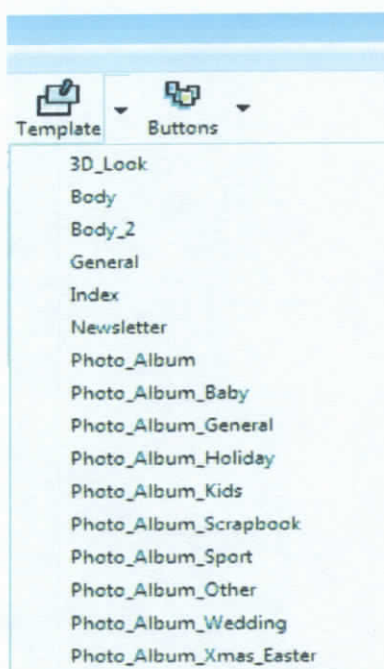 Template Buttons
3D_Look
Body
Body_2
General
Index
Newsletter
Photo_Album
Photo_Album_Baby
Photo_Album_General
Photo_Album_Holiday
Photo_Album_Kids
Photo_Album_Scrapbook
Photo_Album_Sport
Photo_Album_Other
Photo_Album_Wedding
Photo_Album_Xmas_Easter